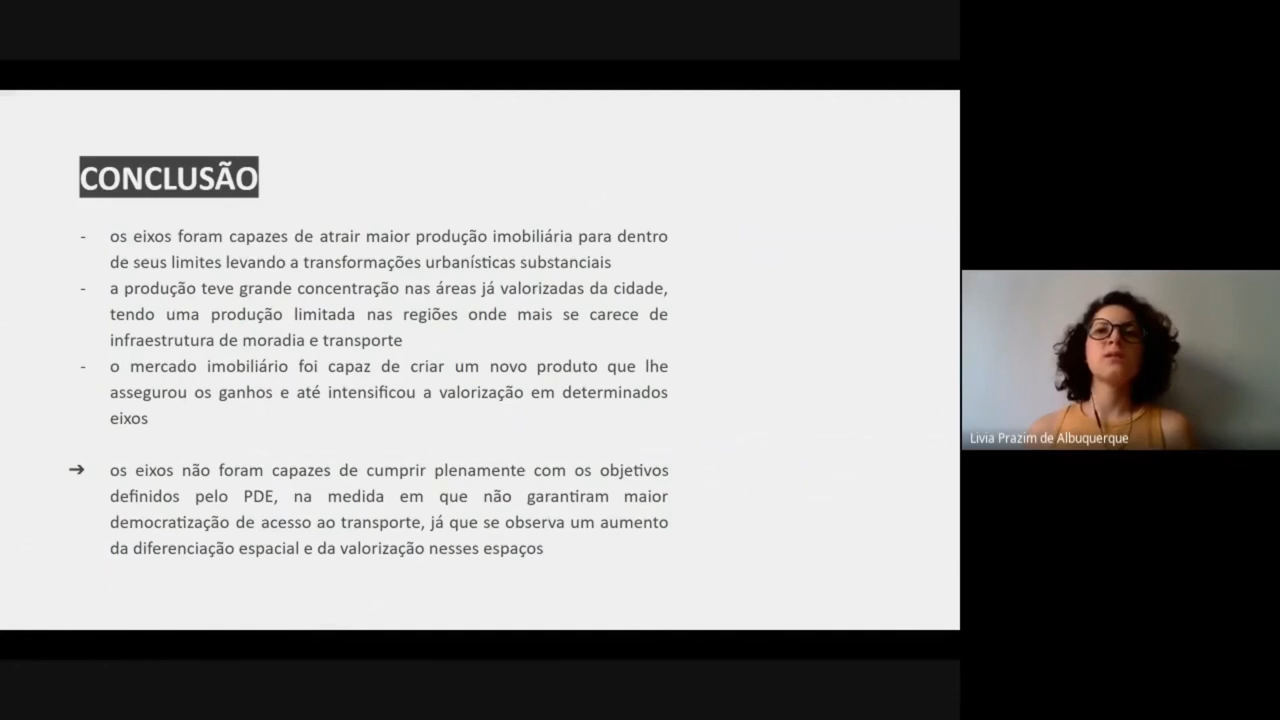 CONCLUSÃO
- os eixos foram capazes de atrair maior produção imobiliária para dentro
de seus limites levando a transformações urbanísticas substanciais
- a produção teve grande concentração nas áreas já valorizadas da cidade,
tendo uma produção limitada nas regiões onde mais se carece de
infraestrutura de moradia e transporte
- o mercado imobiliário foi capaz de criar um novo produto que lhe
assegurou os ganhos e até intensificou a valorização em determinados
eixos
➔ os eixos não foram capazes de cumprir plenamente com os objetivos
definidos pelo PDE, na medida em que não garantiram maior
democratização de acesso ao transporte, já que se observa um aumento
da diferenciação espacial e da valorização nesses espaços
Livia Prazim de Albuquerque